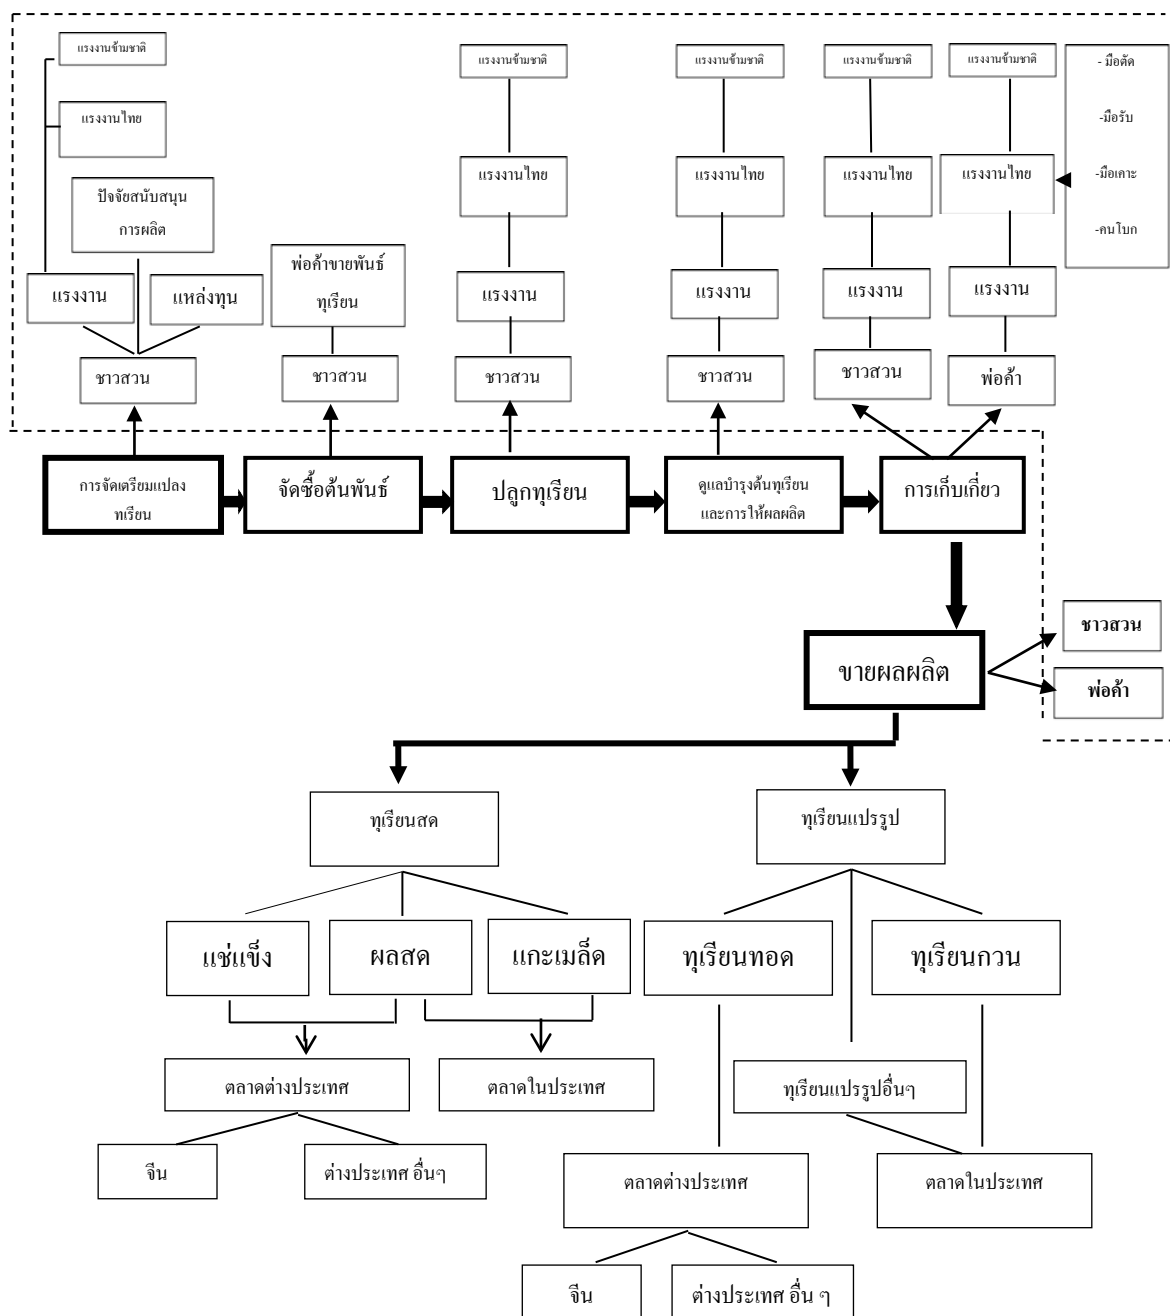 แรงงานข้ามชาติ
แรงงานข้ามชาติ
แรงงานข้ามชาติ
แรงงานข้ามชาติ
แรงงานข้ามชาติ
- มือตัด
แรงงานไทย
-มือรับ
ปัจจัยสนับสนุน
การผลิต
แรงงานไทย
แรงงานไทย
แรงงานไทย
แรงงานไทย
-มือเคาะ
-คนโบก
แรงงาน
แหล่งทุน
พ่อค้าขายพันธ์
ทุเรียน
แรงงาน
แรงงาน
แรงงาน
แรงงาน
ชาวสวน
ชาวสวน
ชาวสวน
ชาวสวน
ชาวสวน
พ่อค้า
การจัดเตรียมแปลง
ทเรียน
จัดซื้อต้นพันธ์
ปลูกทุเรียน
ดูแลบำรุงต้นทุเรียน
และการให้ผลผลิต
การเก็บเกี่ยว
ชาวสวน
ขายผลผลิต
พ่อค้า
ทุเรียนสด
ทุเรียนแปรรูป
แช่แข็ง
ผลสด
แกะเมล็ด
ทุเรียนทอด
ทุเรียนกวน
ตลาดต่างประเทศ
ตลาดในประเทศ
ทุเรียนแปรรูปอื่นๆ
จีน
ต่างประเทศ อื่นๆ
ตลาดต่างประเทศ
ตลาดในประเทศ
จีน
ต่างประเทศ อื่น ๆ